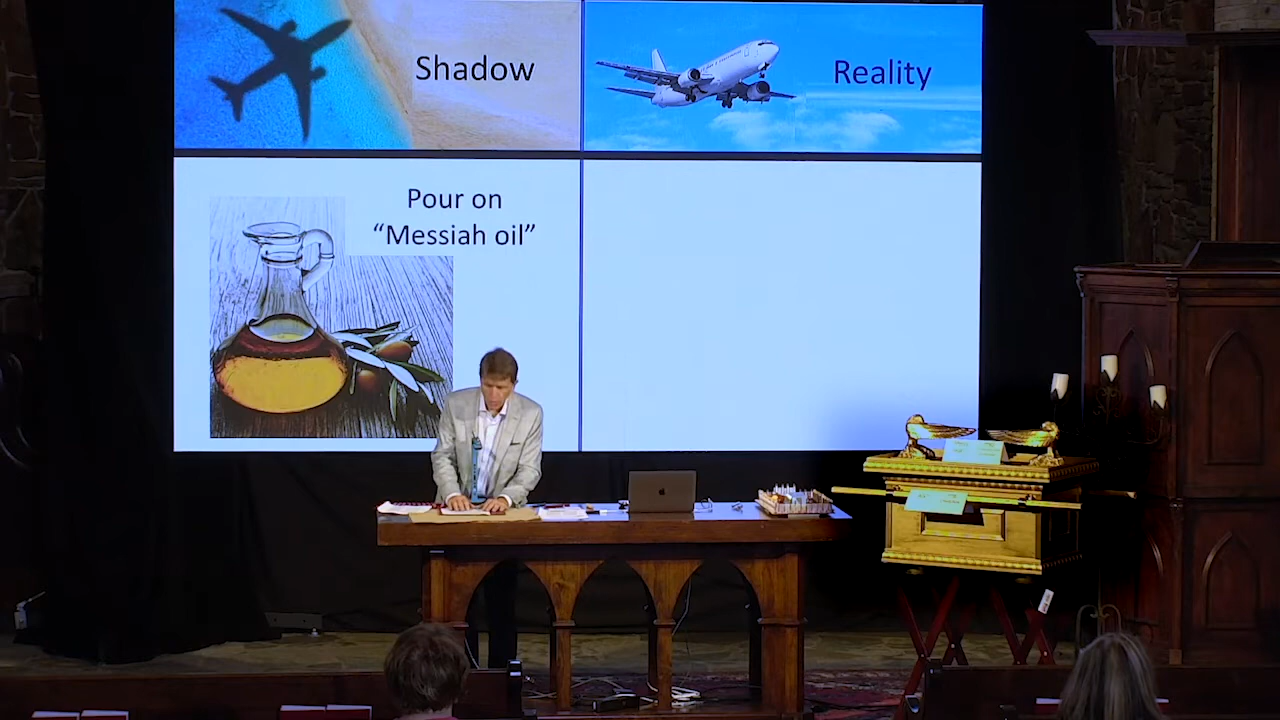 Shadow
Reality
Pour on
“Messiah oil”